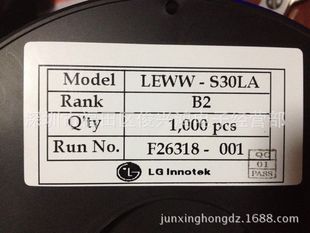 Model LEWW - S30LA
Rank B2
Q'ty 1,000 pcs
Run No. F26318 - 001
QC
01
PASS
LG Innotek
junxinghongdz.1688.com